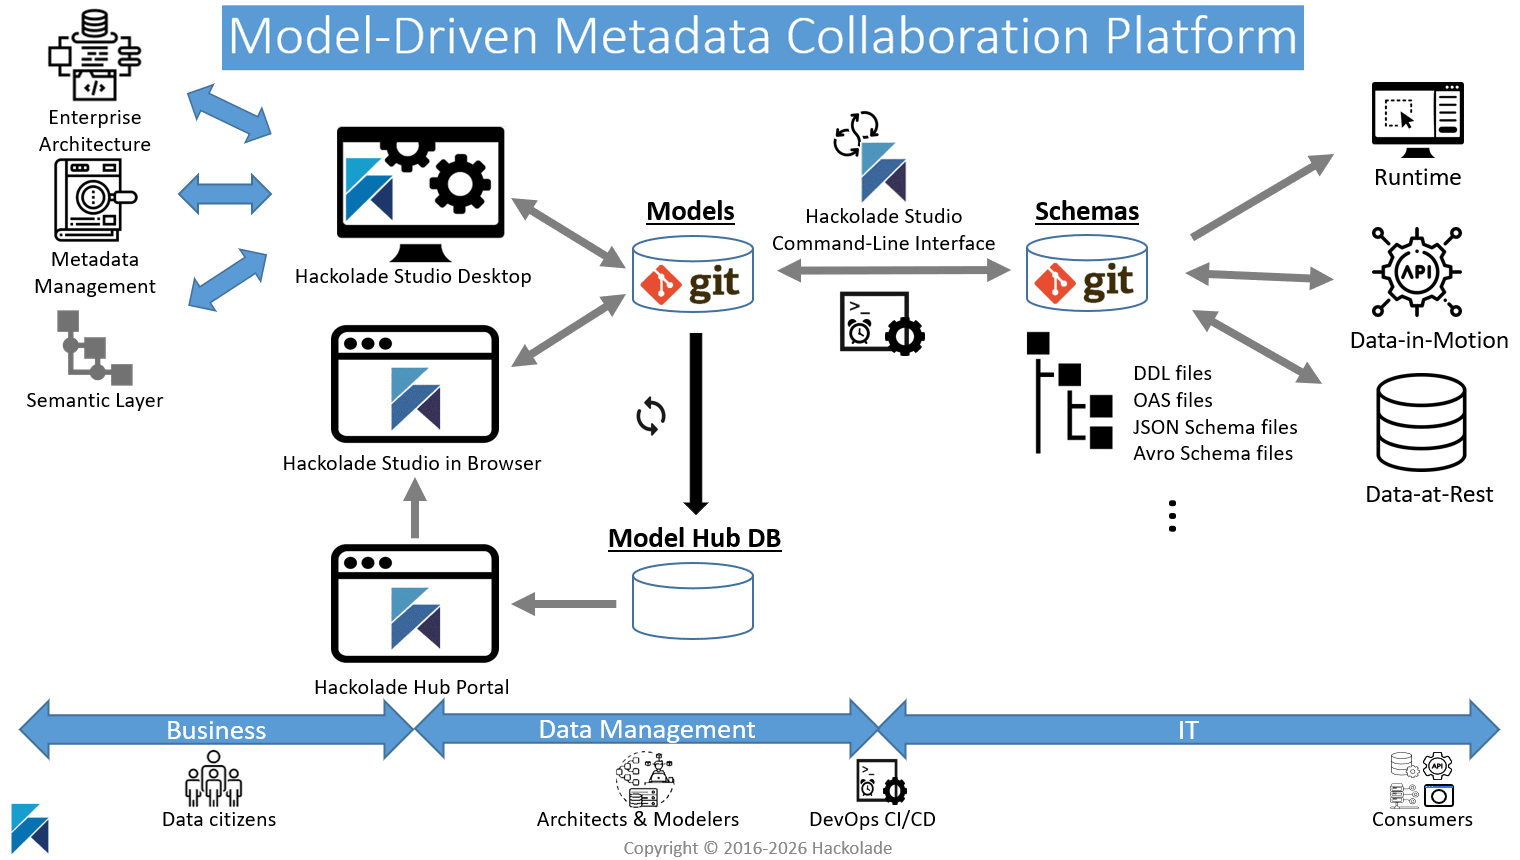 Model-Driven Metadata Collaboration Platform
Enterprise
Architecture
Metadata
Management
Semantic Layer
Hackolade Studio Desktop
Hackolade Studio in Browser
Hackolade Hub Portal
Models
git
Model Hub DB
Hackolade Studio
Command-Line Interface
>_
Schemas
git
DDL files
OAS files
JSON Schema files
Avro Schema files
Runtime
API
Data-in-Motion
Data-at-Rest
Business
Data Management
IT
Data citizens
Architects & Modelers
>_
DevOps CI/CD
API
Consumers
Copyright © 2016-2026 Hackolade